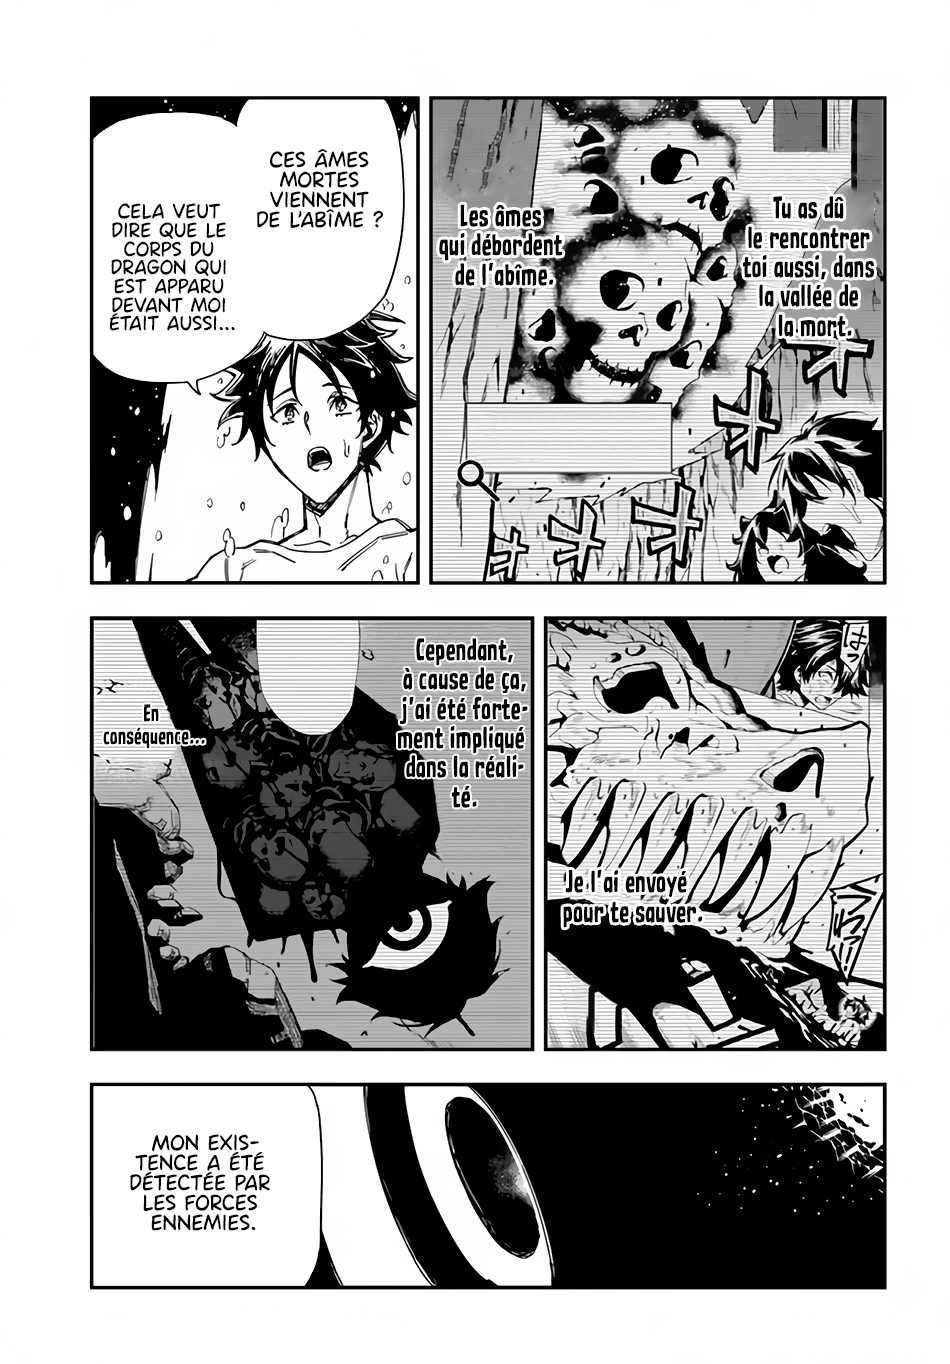 Tu as dû
le rencontrer
toi aussi, dans
la vallée de
la mort.
Les âmes
qui débordent
de l'abîme.
CES ÂMES
MORTES
VIENNENT
DE L'ABÎME ?
CELA VEUT
DIRE QUE LE
CORPS DU
DRAGON QUI
EST APPARU
DEVANT MOI
ÉTAIT AUSSI...
Je l'ai envoyé
pour te sauver.
Cependant,
à cause de ça,
j'ai été forte-
ment impliqué
dans la réali-
té.
En
conséquence...
MON EXIS-
TENCE A ÉTÉ
DÉTECTÉE PAR
LES FORCES
ENNEMIES.